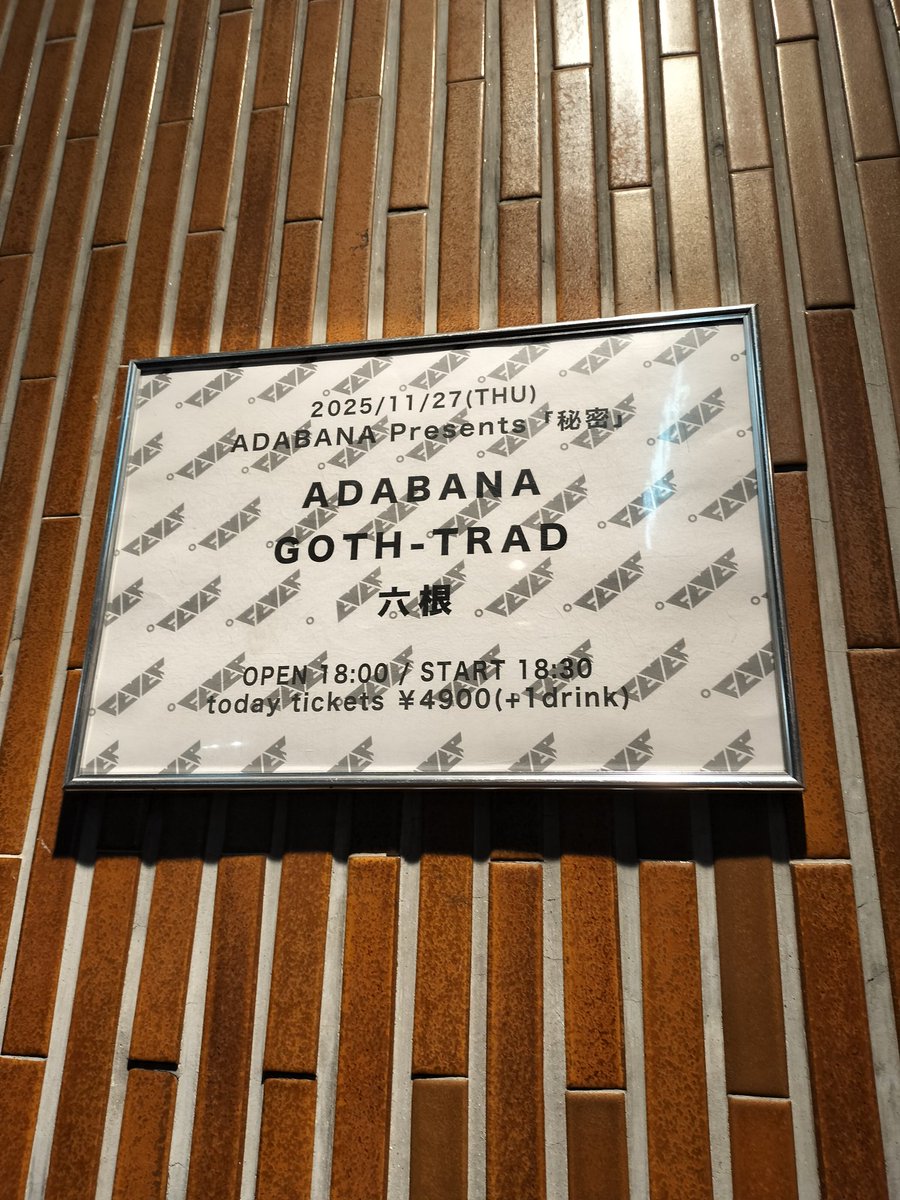 2025/11/27(THU)
ADABANA Presents「秘密」
ADABANA
GOTH-TRAD
六根
OPEN 18:00 / START 18:30
today tickets ¥4900(+1drink)